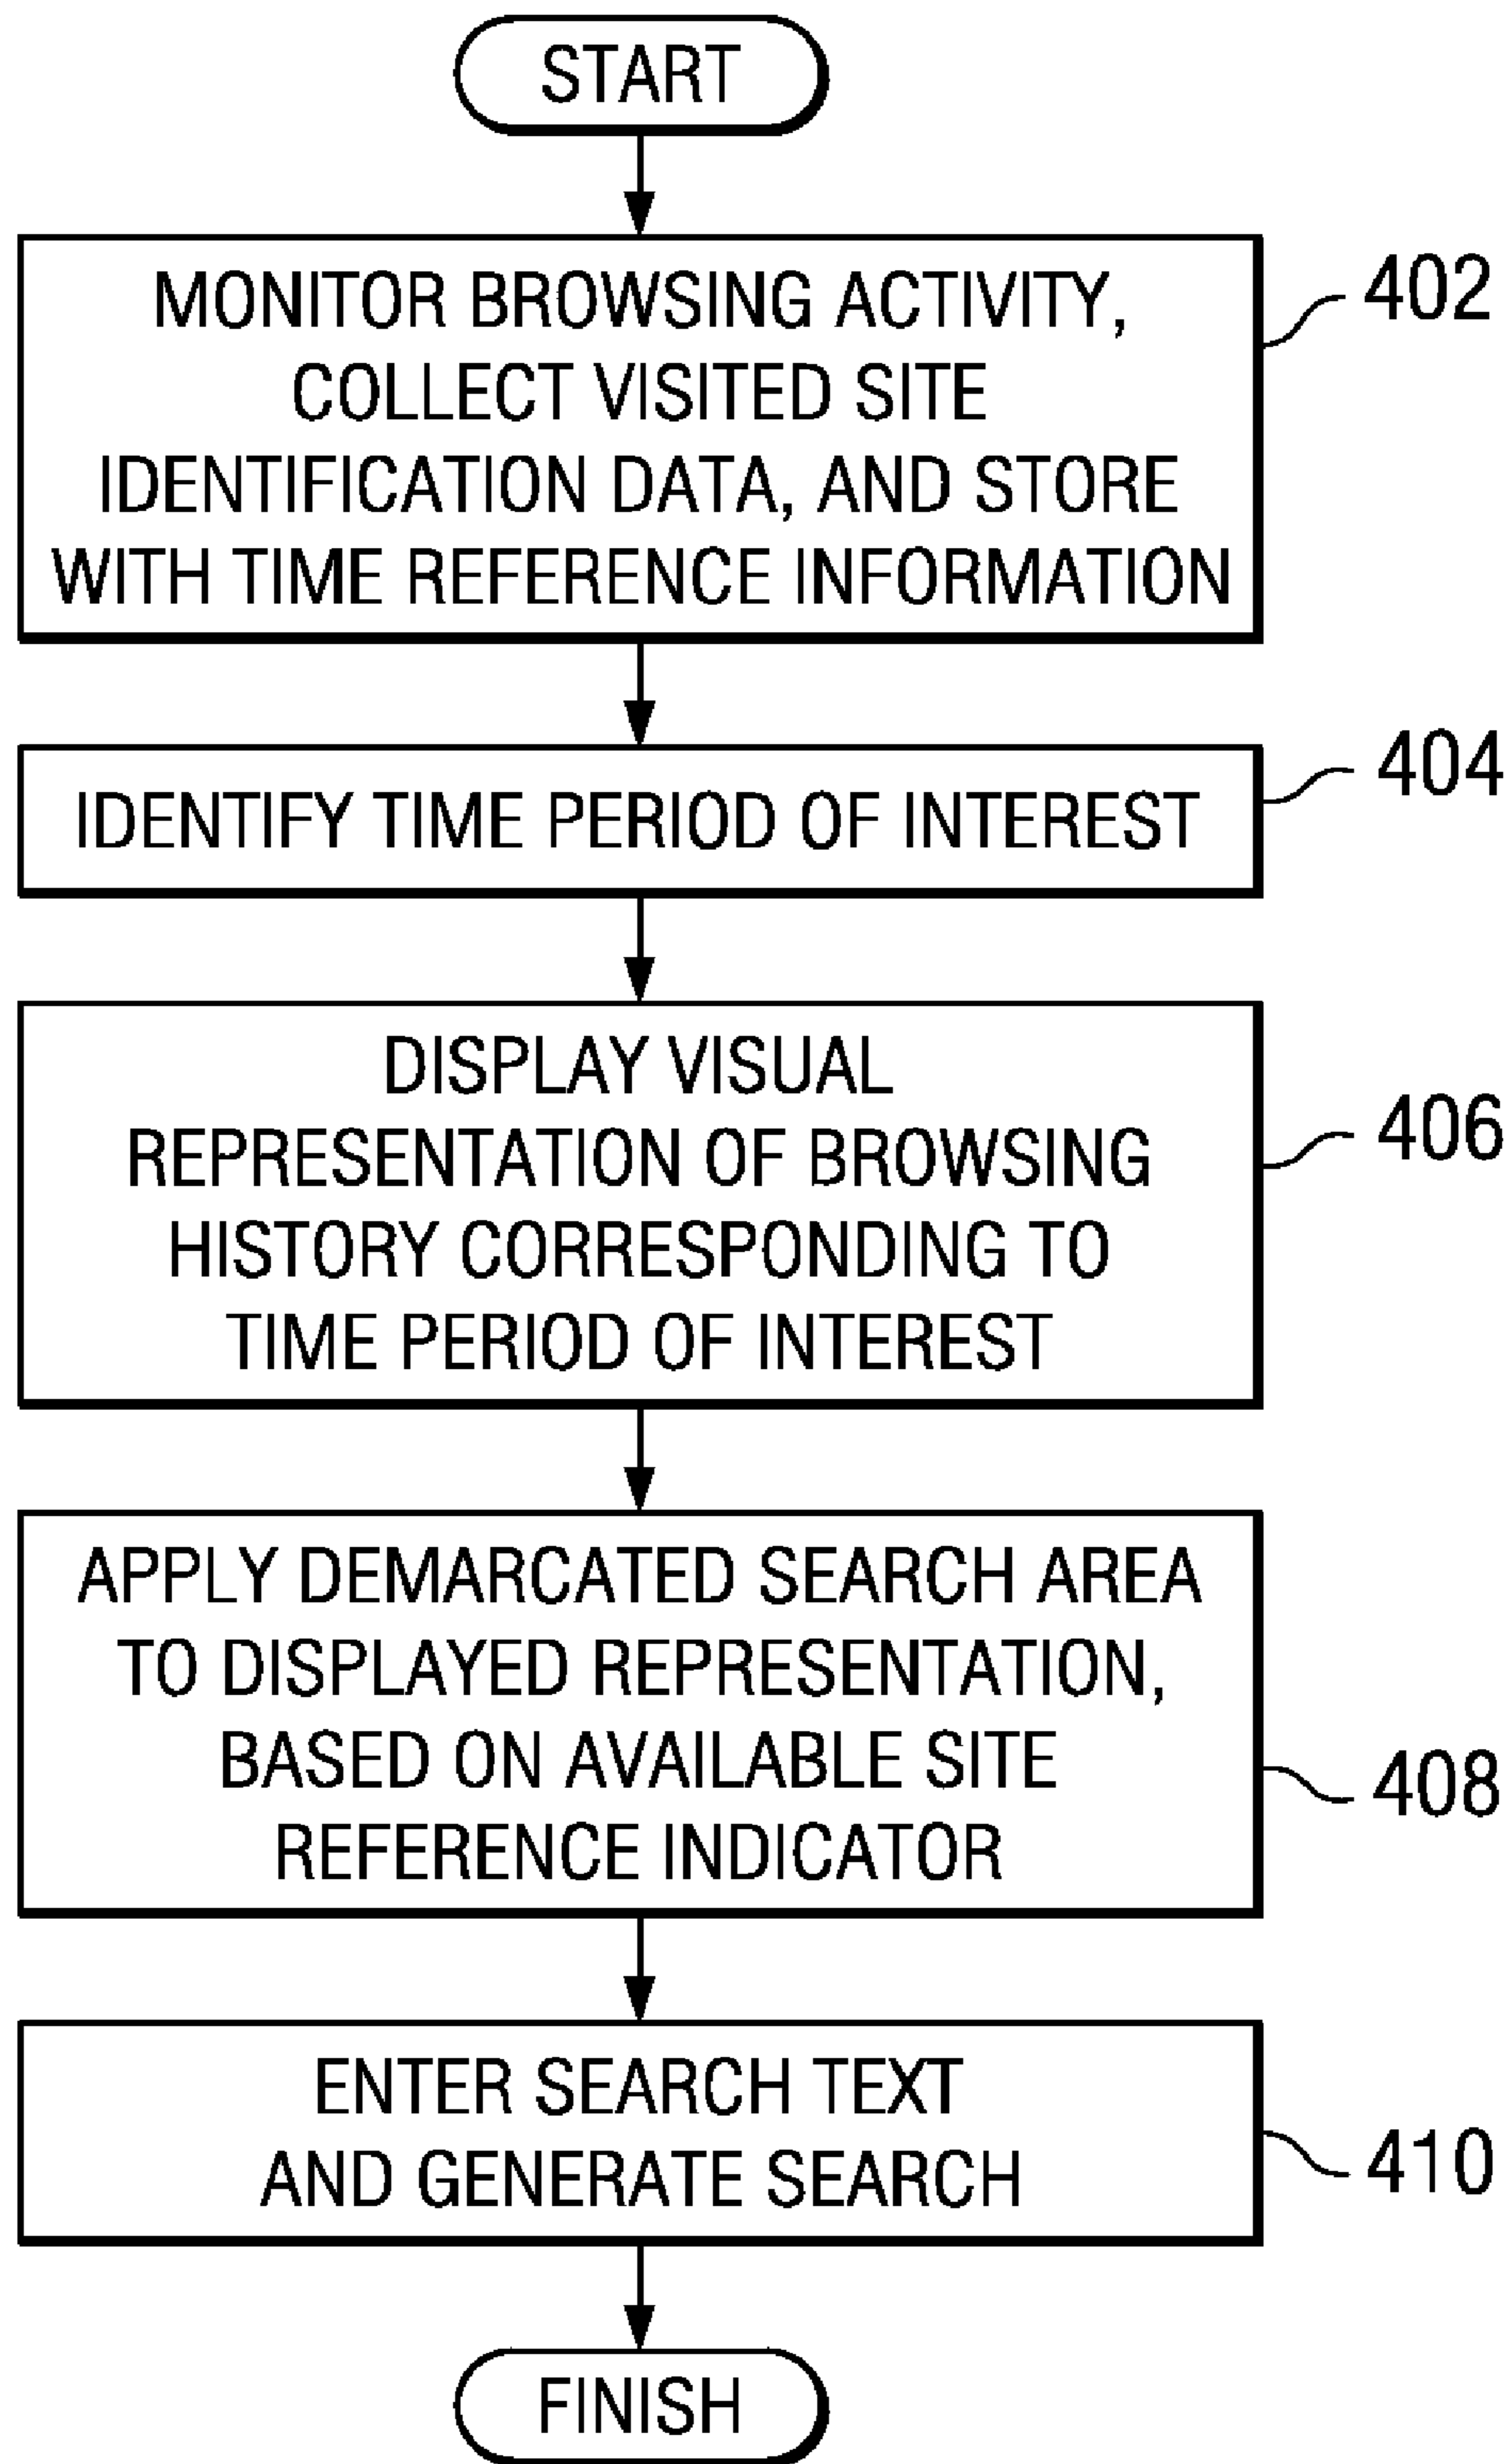 START
MONITOR BROWSING ACTIVITY,
COLLECT VISITED SITE
IDENTIFICATION DATA, AND STORE
WITH TIME REFERENCE INFORMATION
402
IDENTIFY TIME PERIOD OF INTEREST
404
DISPLAY VISUAL
REPRESENTATION OF BROWSING
HISTORY CORRESPONDING TO
TIME PERIOD OF INTEREST
406
APPLY DEMARCATED SEARCH AREA
TO DISPLAYED REPRESENTATION,
BASED ON AVAILABLE SITE
REFERENCE INDICATOR
408
ENTER SEARCH TEXT
AND GENERATE SEARCH
410
FINISH